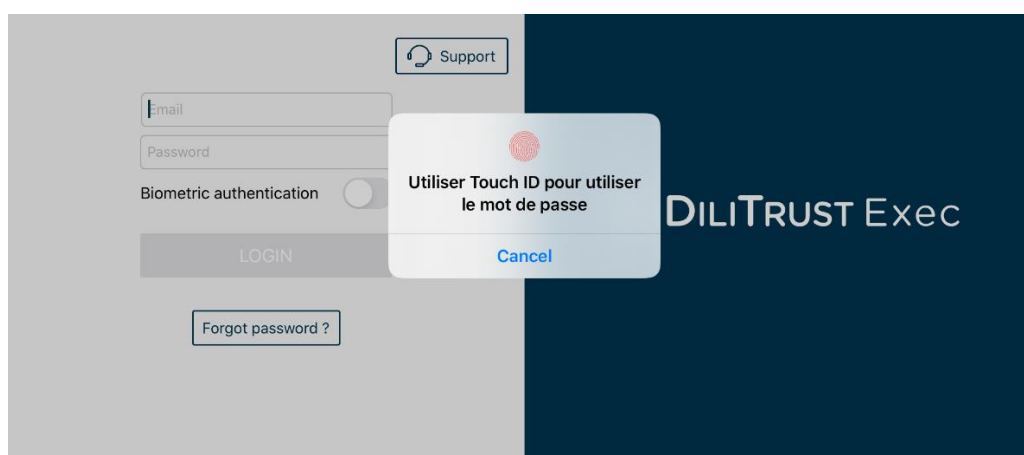 Support
Email
Password
Biometric authentication
LOGIN
Forgot password ?
Utiliser Touch ID pour utiliser
le mot de passe
Cancel
DILITRUST Exec